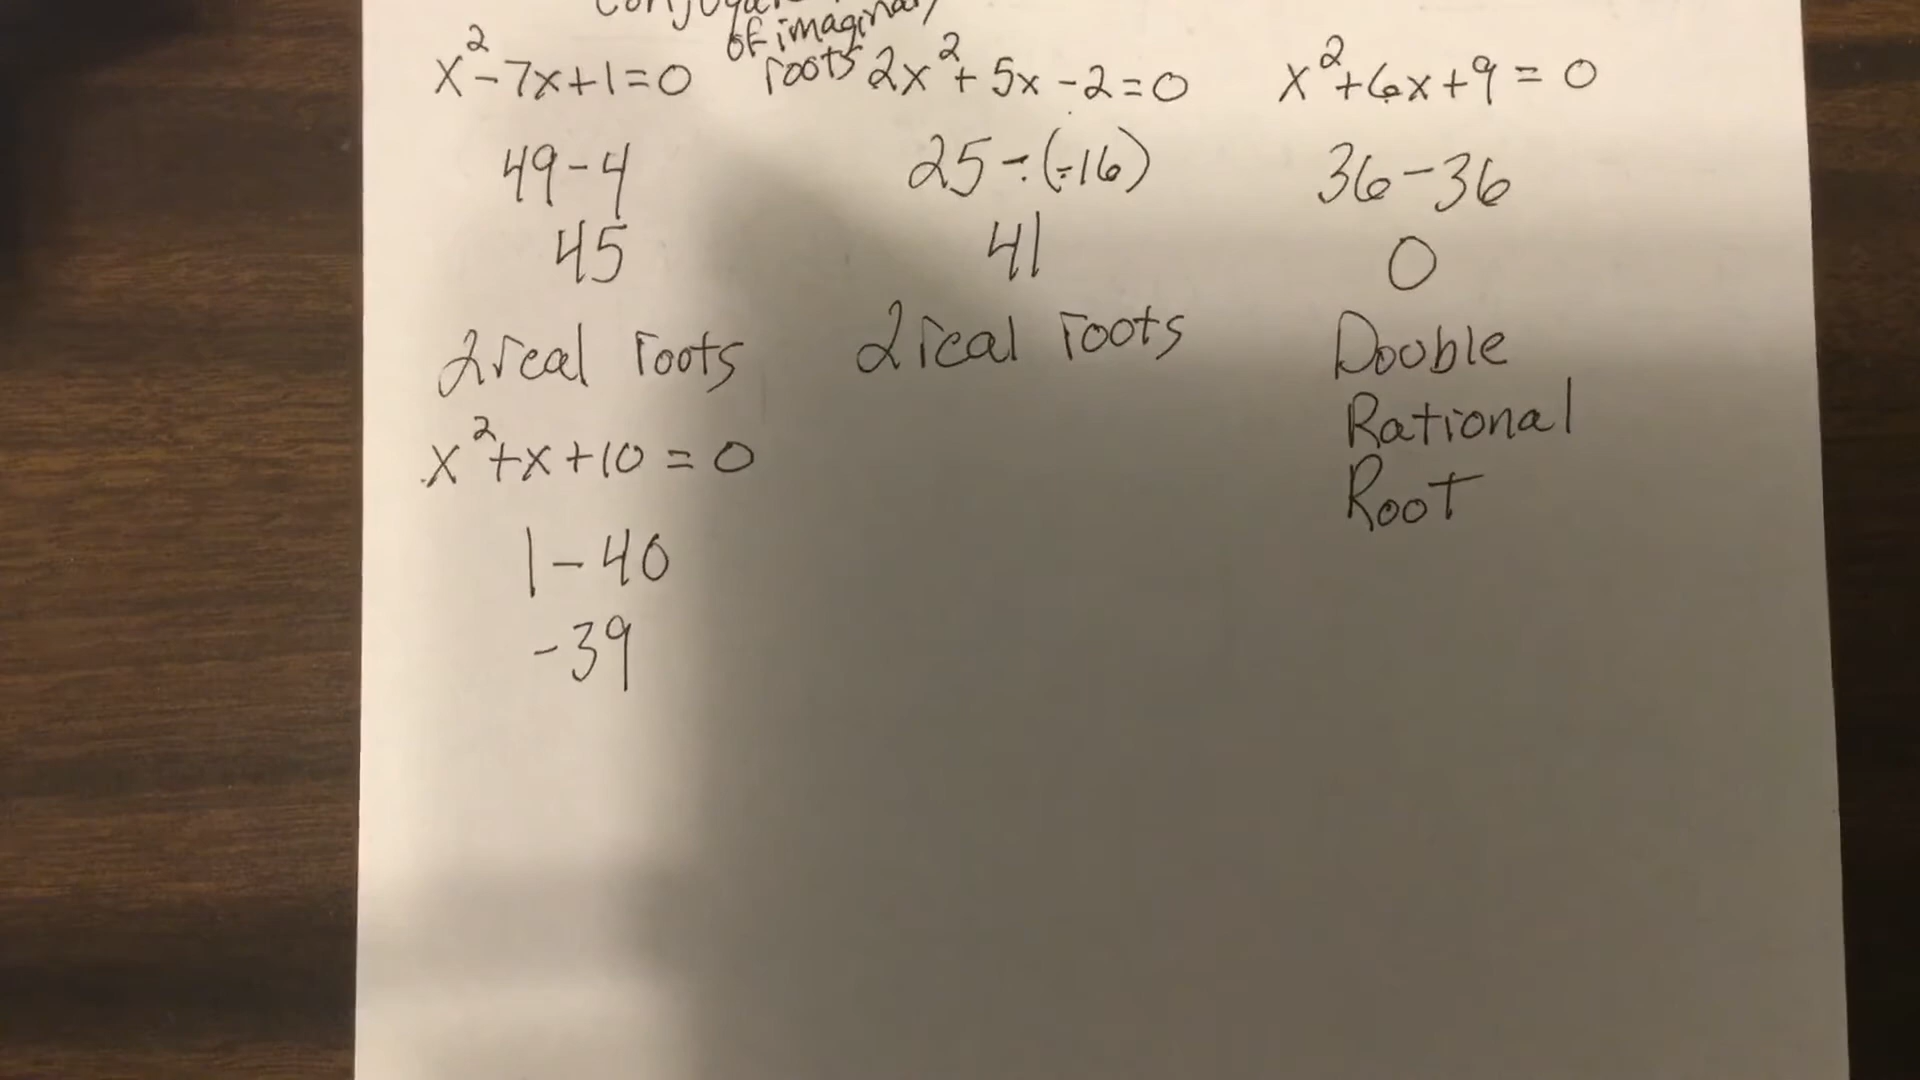 of imaginary
roots
x²-7x+1=0
49-4
45
2 real roots
2x²+5x-2=0
25-(-16)
41
2 real roots
x²+6x+9=0
36-36
0
Double
Rational
Root
x²+x+10=0
1-40
-39